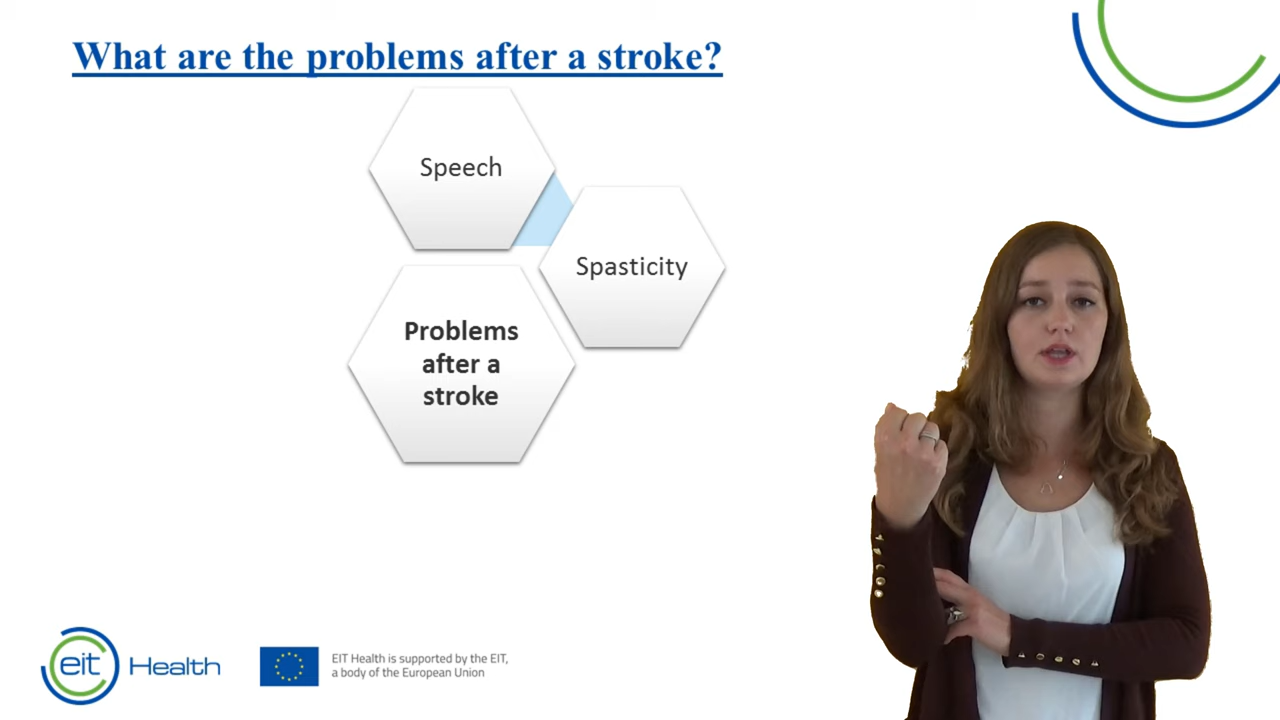 What are the problems after a stroke?
Speech
Spasticity
Problems
after a
stroke
eit Health
EIT Health is supported by the EIT,
a body of the European Union